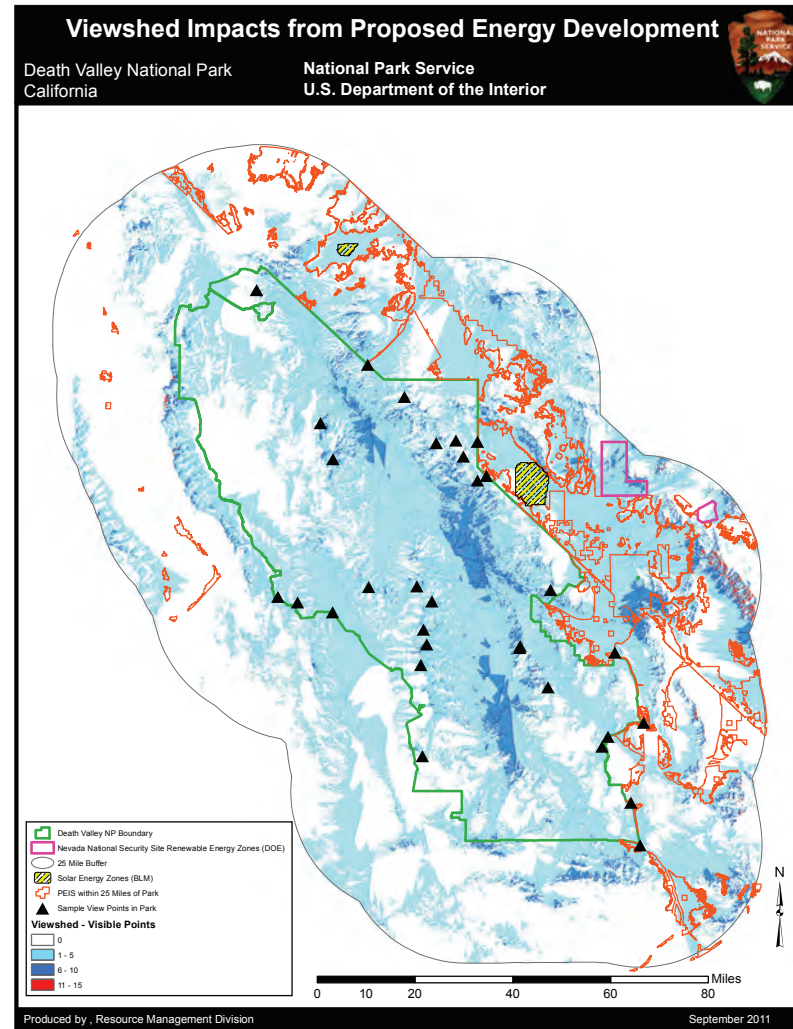 Viewshed Impacts from Proposed Energy Development
Death Valley National Park
California
National Park Service
U.S. Department of the Interior
NATIONAL
PARK
SERVICE
Death Valley NP Boundary
Nevada National Security Site Renewable Energy Zones (DOE)
25 Mile Buffer
Solar Energy Zones (BLM)
PEIS within 25 Miles of Park
Sample View Points in Park
Viewshed - Visible Points
0
1 - 5
6 - 10
11 - 15
N
Miles
0 10 20 40 60 80
Produced by , Resource Management Division
September 2011